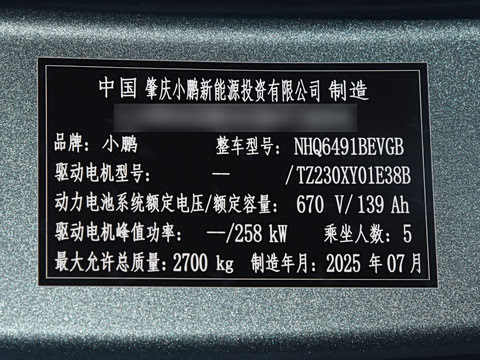 中国 肇庆小鹏新能源投资有限公司 制造
品牌：小鹏 整车型号：NHQ6491BEVGB
驱动电机型号： --/TZ230XY01E38B
动力电池系统额定电压/额定容量：670 V/139 Ah
驱动电机峰值功率： --/258 kW 乘坐人数：5
最大允许总质量：2700 kg 制造年月：2025 年 07 月